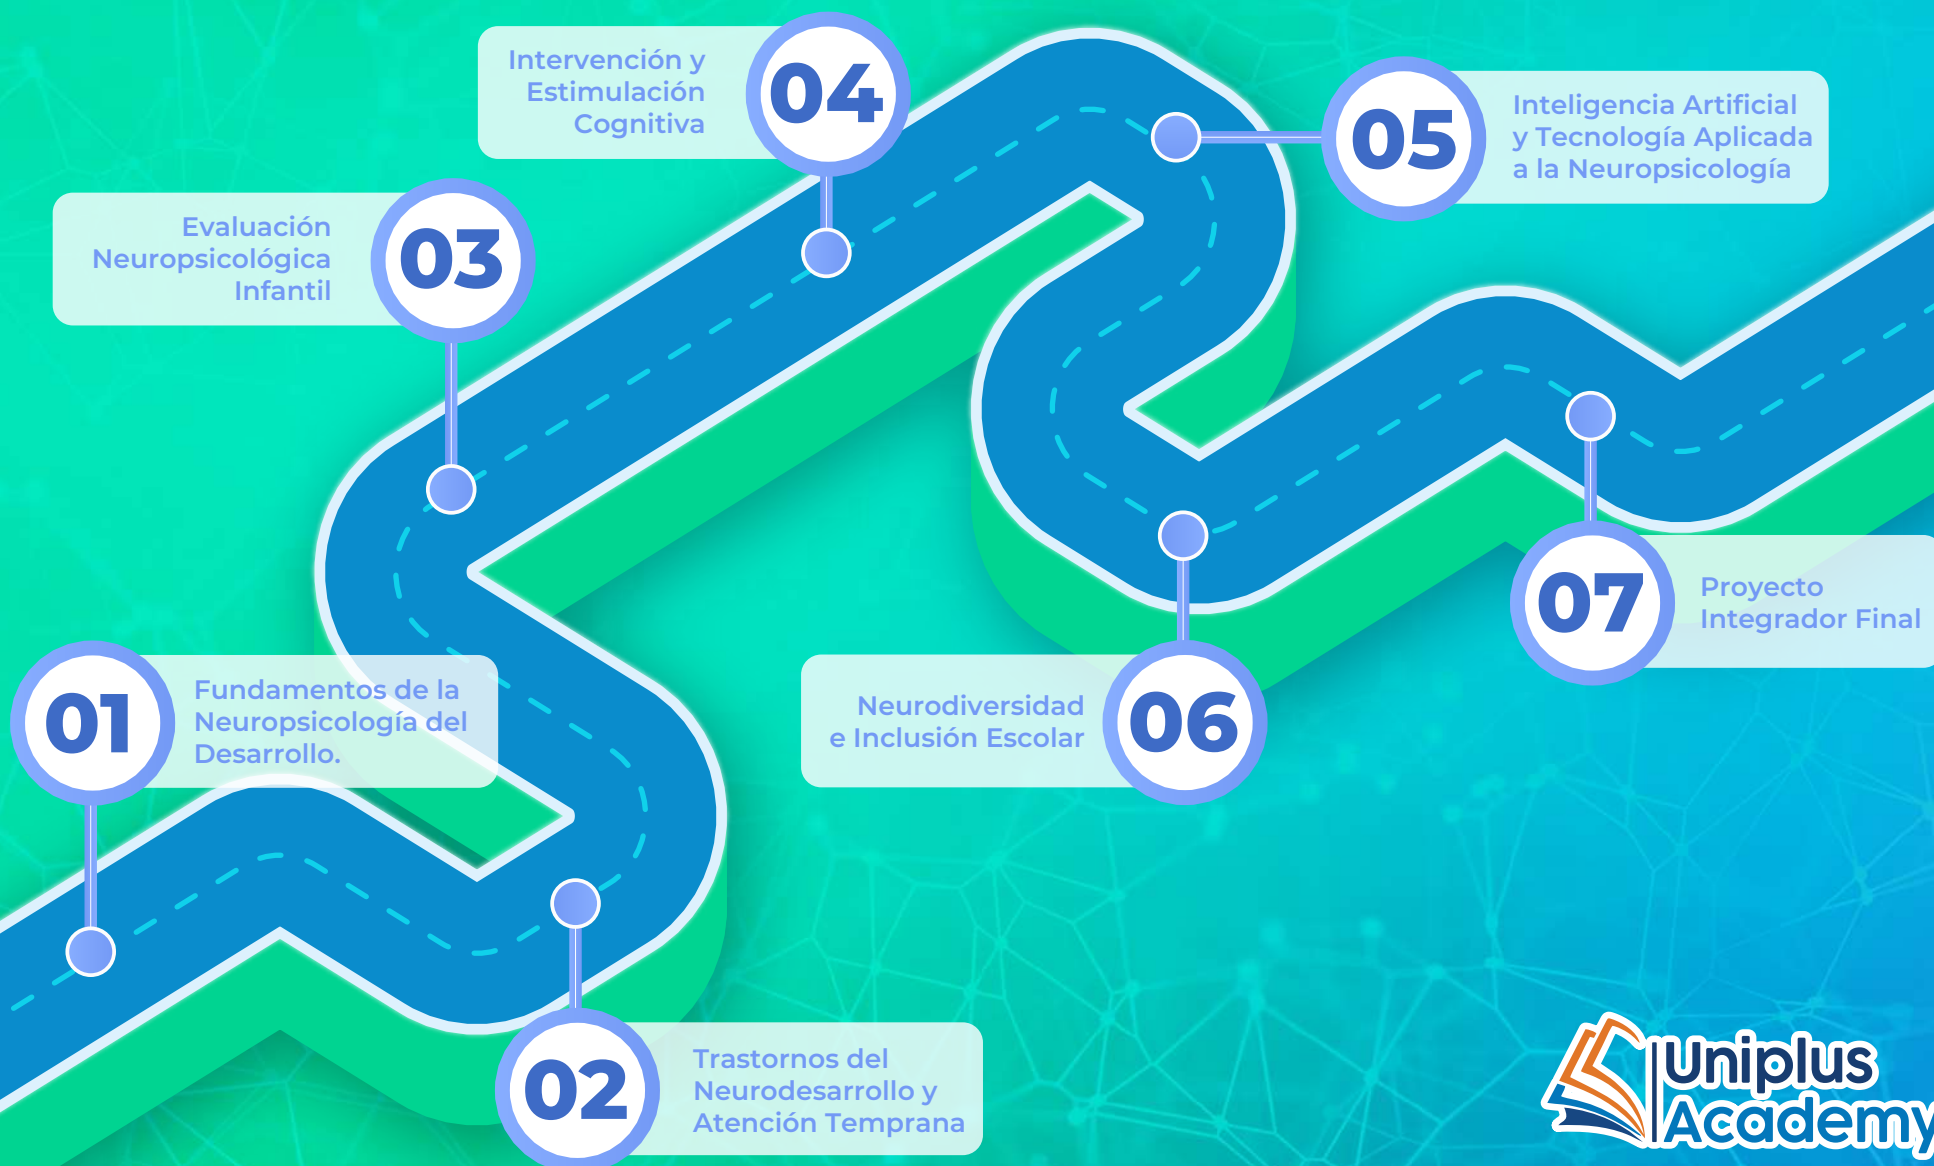 01
Fundamentos de la
Neuropsicología del
Desarrollo.
02
Trastornos del
Neurodesarrollo y
Atención Temprana
03
Evaluación
Neuropsicológica
Infantil
04
Intervención y
Estimulación
Cognitiva
05
Inteligencia Artificial
y Tecnología Aplicada
a la Neuropsicología
06
Neurodiversidad
e Inclusión Escolar
07
Proyecto
Integrador Final
Uniplus
Academy